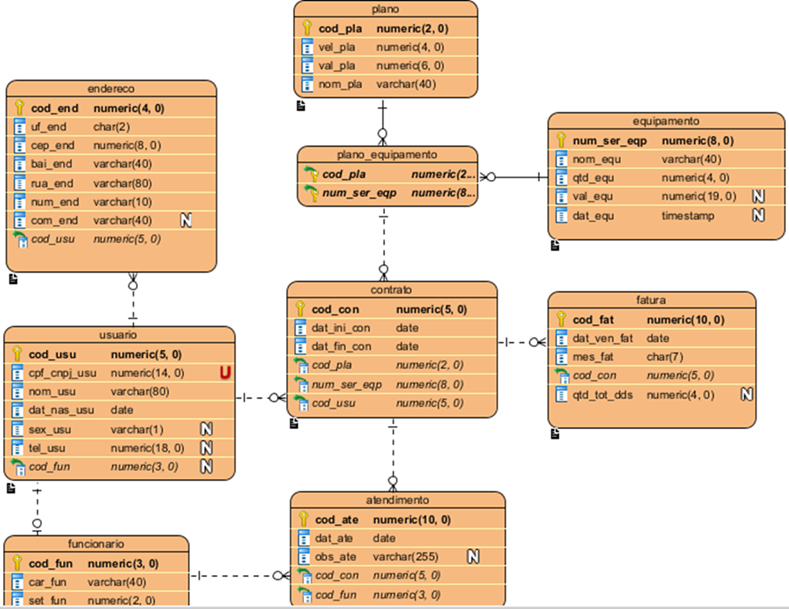 plano
cod_pla numeric(2, 0)
vel_pla numeric(4, 0)
val_pla numeric(6, 0)
nom_pla varchar(40)
endereco
cod_end numeric(4, 0)
uf_end char(2)
cep_end numeric(8, 0)
bai_end varchar(40)
rua_end varchar(80)
num_end varchar(10)
com_end varchar(40) N
cod_usu numeric(5, 0)
plano_equipamento
cod_pla numeric(2...
num_ser_eqp numeric(8...
equipamento
num_ser_eqp numeric(8, 0)
nom_equ varchar(40)
qtd_equ numeric(4, 0)
val_equ numeric(19, 0) N
dat_equ timestamp N
contrato
cod_con numeric(5, 0)
dat_ini_con date
dat_fin_con date
cod_pla numeric(2, 0)
num_ser_eqp numeric(8, 0)
cod_usu numeric(5, 0)
fatura
cod_fat numeric(10, 0)
dat_ven_fat date
mes_fat char(7)
cod_con numeric(5, 0)
qtd_tot_dds numeric(4, 0) N
usuario
cod_usu numeric(5, 0)
cpf_cnpj_usu numeric(14, 0) U
nom_usu varchar(80)
dat_nas_usu date
sex_usu varchar(1) N
tel_usu numeric(18, 0) N
cod_fun numeric(3, 0) N
funcionario
cod_fun numeric(3, 0)
car_fun varchar(40)
set_fun numeric(2, 0)
atendimento
cod_ate numeric(10, 0)
dat_ate date
obs_ate varchar(255) N
cod_con numeric(5, 0)
cod_fun numeric(3, 0)